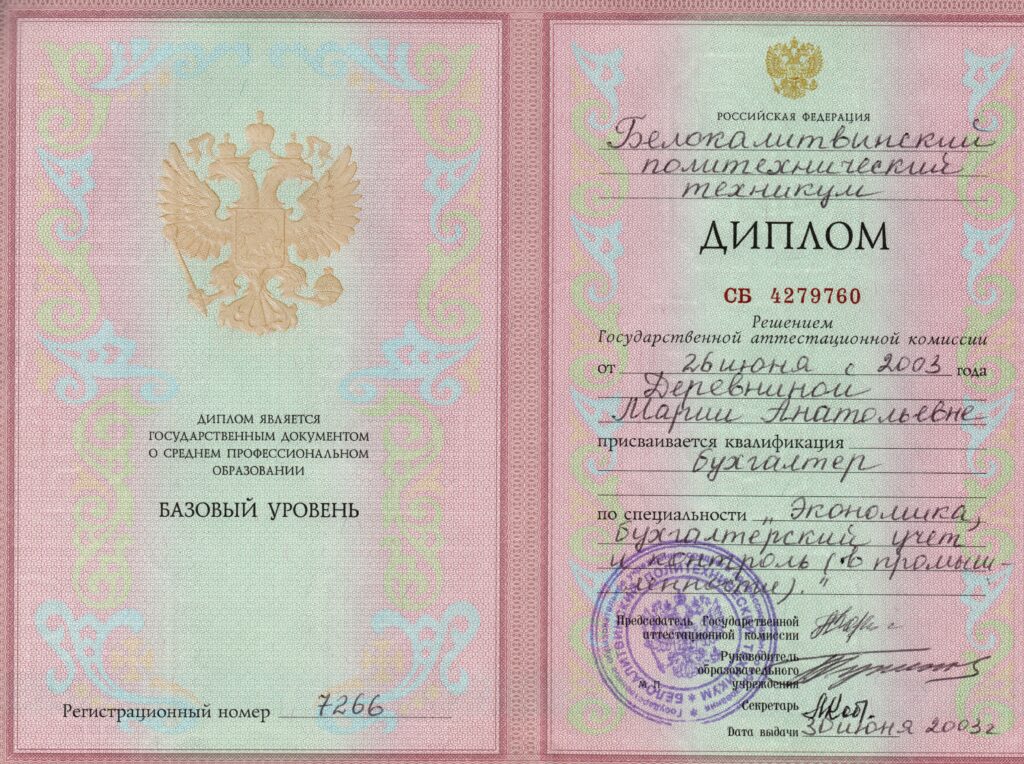 ДИПЛОМ ЯВЛЯЕТСЯ
ГОСУДАРСТВЕННЫМ ДОКУМЕНТОМ
О СРЕДНЕМ ПРОФЕССИОНАЛЬНОМ
ОБРАЗОВАНИИ
БАЗОВЫЙ УРОВЕНЬ
Регистрационный номер 7266
РОССИЙСКАЯ ФЕДЕРАЦИЯ
Белокалитвинский
политехнический
техникум
ДИПЛОМ
СБ 4279760
Решением
Государственной аттестационной комиссии
от 26 июня 2003 года
Деревниной
Марии Анатольевне
присваивается квалификация
бухгалтер
по специальности „Экономика,
бухгалтерский учет
и контроль (в промыш-
ленности)."
Председатель Государственной
аттестационной комиссии
Руководитель
образовательного
учреждения
Секретарь
Дата выдачи 30 июня 2003 г